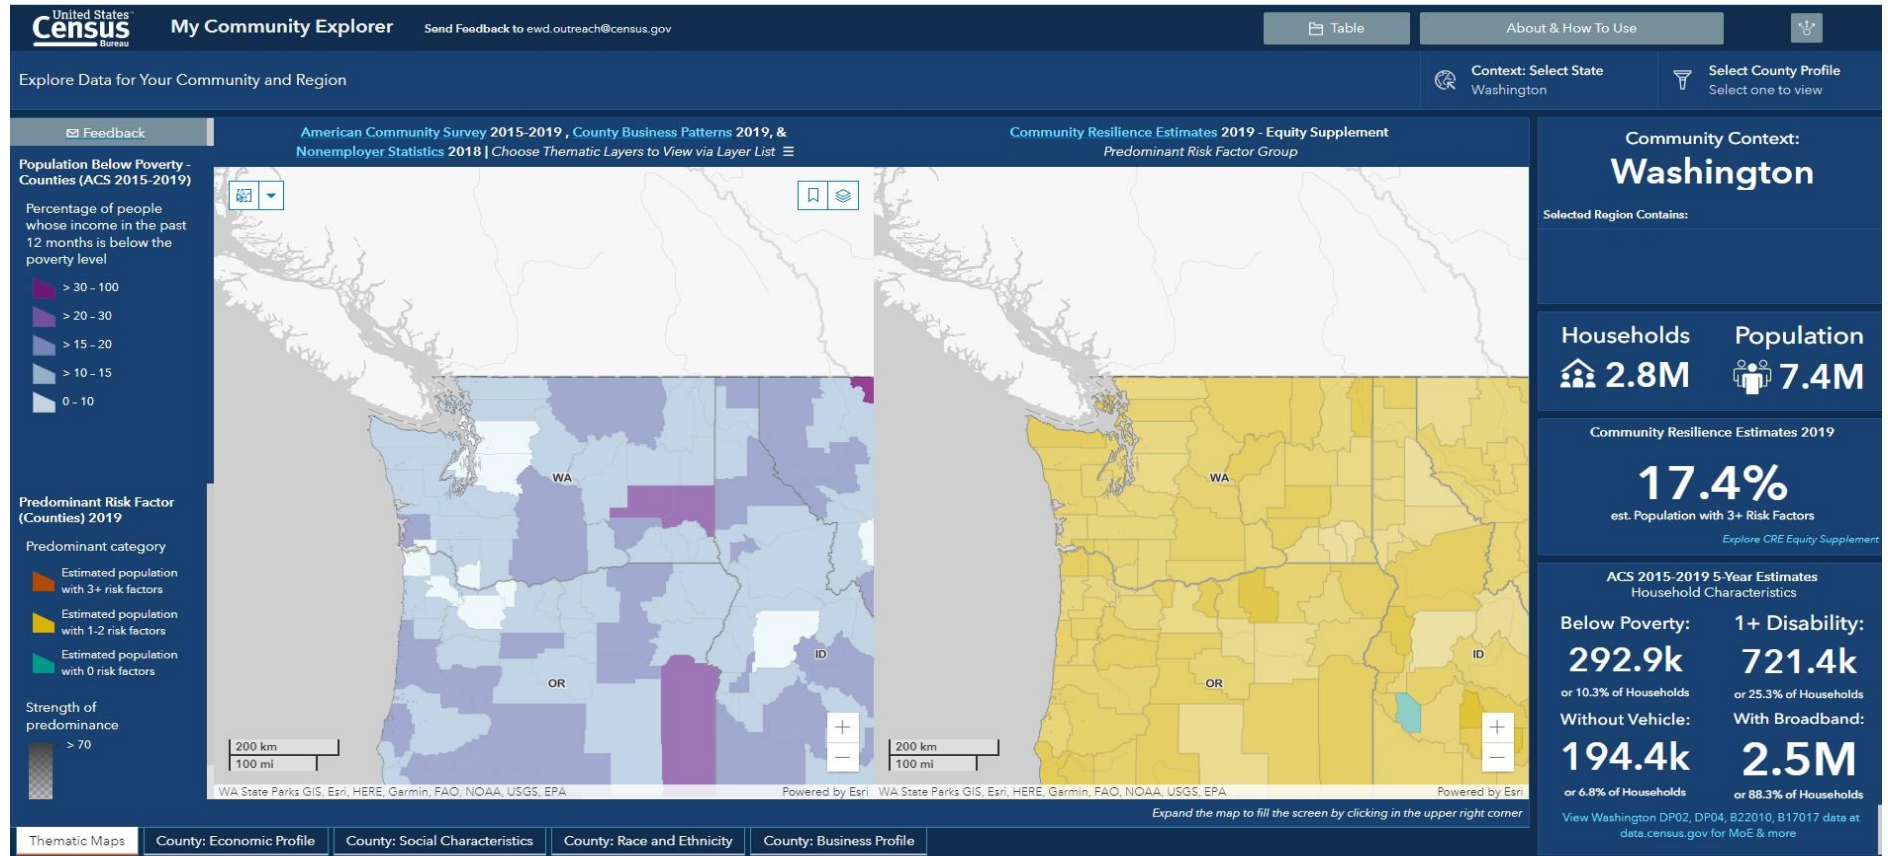 United States™
Census
Bureau
My Community Explorer
Send Feedback to ewd.outreach@census.gov
Table
About & How To Use
Explore Data for Your Community and Region
Context: Select State
Washington
Select County Profile
Select one to view
Feedback
Population Below Poverty -
Counties (ACS 2015-2019)
Percentage of people
whose income in the past
12 months is below the
poverty level
> 30 – 100
> 20 – 30
> 15 – 20
> 10 – 15
0 – 10
Predominant Risk Factor
(Counties) 2019
Predominant category
Estimated population
with 3+ risk factors
Estimated population
with 1-2 risk factors
Estimated population
with 0 risk factors
Strength of
predominance
> 70
American Community Survey 2015-2019 , County Business Patterns 2019, &
Nonemployer Statistics 2018 | Choose Thematic Layers to View via Layer List ☰
WA
OR
ID
200 km
100 mi
WA State Parks GIS, Esri, HERE, Garmin, FAO, NOAA, USGS, EPA
Powered by Esri
Community Resilience Estimates 2019 - Equity Supplement
Predominant Risk Factor Group
WA
OR
ID
200 km
100 mi
WA State Parks GIS, Esri, HERE, Garmin, FAO, NOAA, USGS, EPA
Powered by Esri
Expand the map to fill the screen by clicking in the upper right corner
Community Context:
Washington
Selected Region Contains:
Households
2.8M
Population
7.4M
Community Resilience Estimates 2019
17.4%
est. Population with 3+ Risk Factors
Explore CRE Equity Supplement
ACS 2015-2019 5-Year Estimates
Household Characteristics
Below Poverty:
292.9k
or 10.3% of Households
1+ Disability:
721.4k
or 25.3% of Households
Without Vehicle:
194.4k
or 6.8% of Households
With Broadband:
2.5M
or 88.3% of Households
View Washington DP02, DP04, B22010, B17017 data at
data.census.gov for MoE & more
Thematic Maps
County: Economic Profile
County: Social Characteristics
County: Race and Ethnicity
County: Business Profile